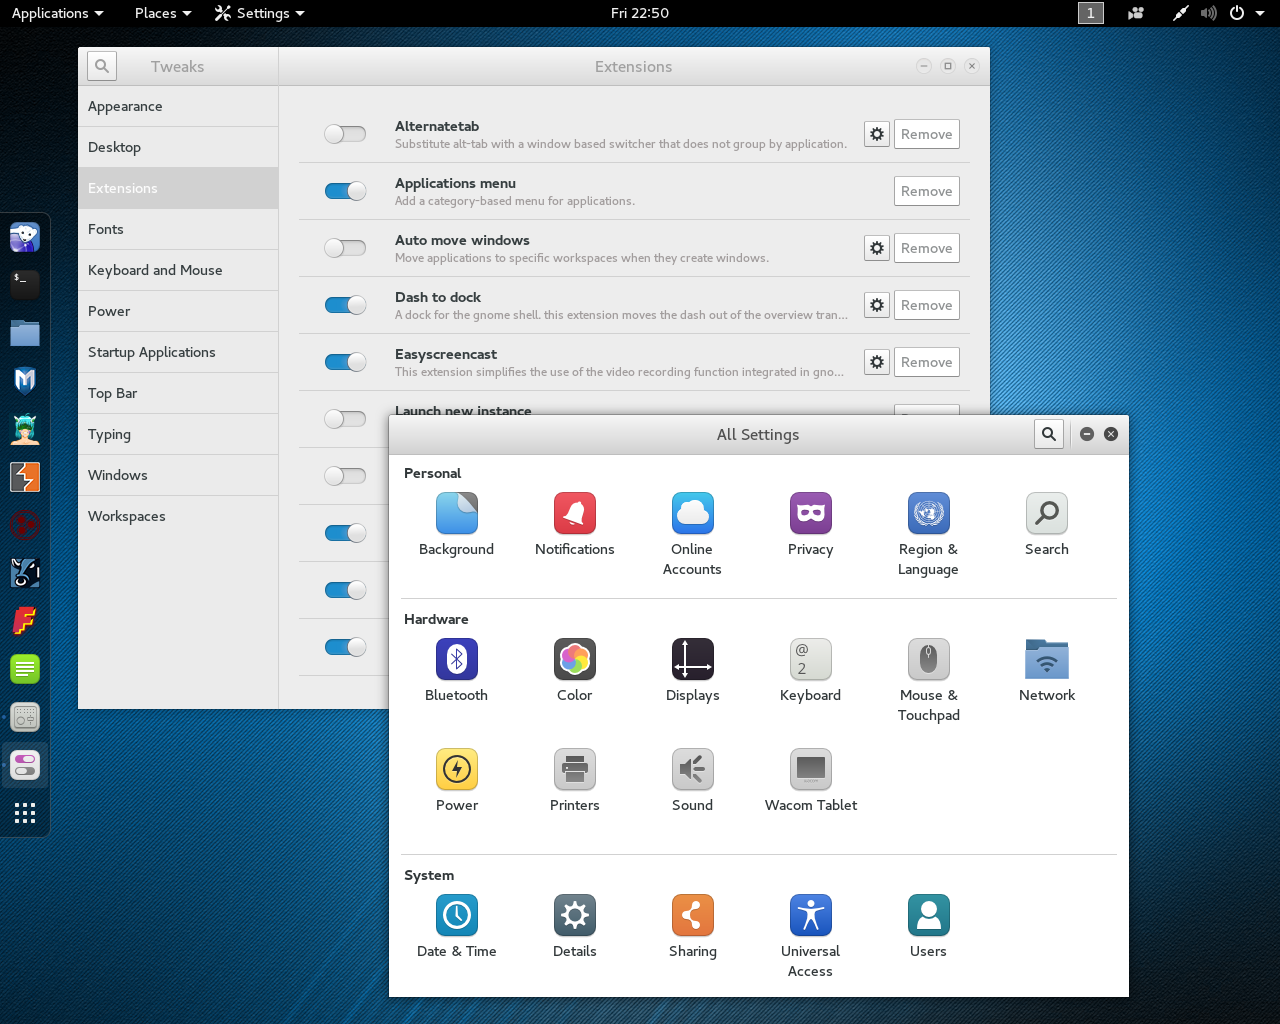 Applications Places Settings Fri 22:50 1
Tweaks Extensions
Appearance
Desktop
Extensions
Fonts
Keyboard and Mouse
Power
Startup Applications
Top Bar
Typing
Windows
Workspaces
Alternatetab
Substitute alt-tab with a window based switcher that does not group by application.
Remove
Applications menu
Add a category-based menu for applications.
Remove
Auto move windows
Move applications to specific workspaces when they create windows.
Remove
Dash to dock
A dock for the gnome shell. this extension moves the dash out of the overview tran...
Remove
Easyscreencast
This extension simplifies the use of the video recording function integrated in gno...
Remove
Launch new instance
All Settings
Personal
Background
Notifications
Online
Accounts
Privacy
Region &
Language
Search
Hardware
Bluetooth
Color
Displays
@
2
Keyboard
Mouse &
Touchpad
Network
Power
Printers
Sound
Wacom Tablet
System
Date & Time
Details
Sharing
Universal
Access
Users
$_
M
F